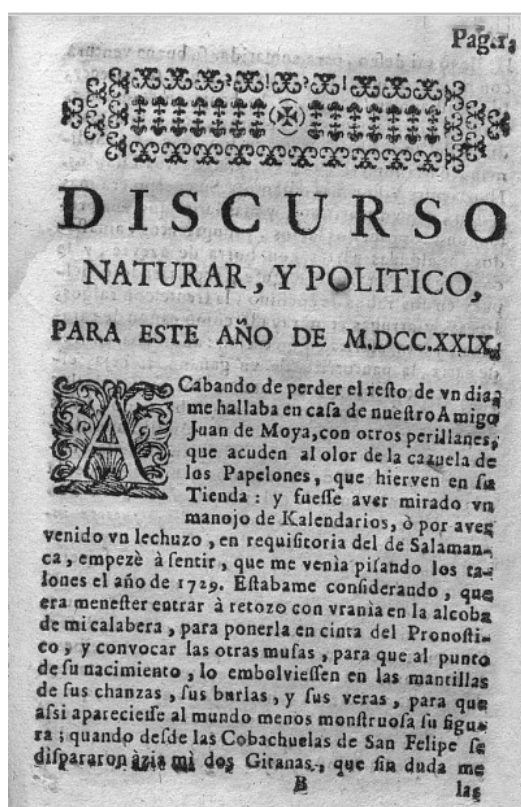 Pag.1,
DISCURSO
NATURAR, Y POLITICO,
PARA ESTE AÑO DE M.DCC.XXIX.
ACabando de perder el reſto de vn dia,
me hallaba en caſa de nueſtro Amigo
Juan de Moya, con otros perillanes,
que acuden al olor de la cazuela de
los Papelones, que hierven en ſu
Tienda : y fueſſe aver mirado vn
manojo de Kalendarios, ò por aver
venido vn lechuzo, en requiſitoria del de Salaman-
ca, empezè à ſentir, que me venìa piſando los ta-
lones el año de 1729. Eſtabame conſiderando, que
era meneſter entrar à retozo con vranìa en la alcoba
de mi calabera, para ponerla en cinta del Pronoſti-
co, y convocar las otras muſas, para que al punto
de ſu nacimiento, lo embolvieſſen en las mantillas
de ſus chanzas, ſus burlas, y ſus veras, para que
aſsi aparecieſſe al mundo menos monſtruoſa ſu figu-
ra; quando deſde las Cobachuelas de San Felipe ſe
diſpararon àzia mì dos Gitanas, que ſin duda me
B
las